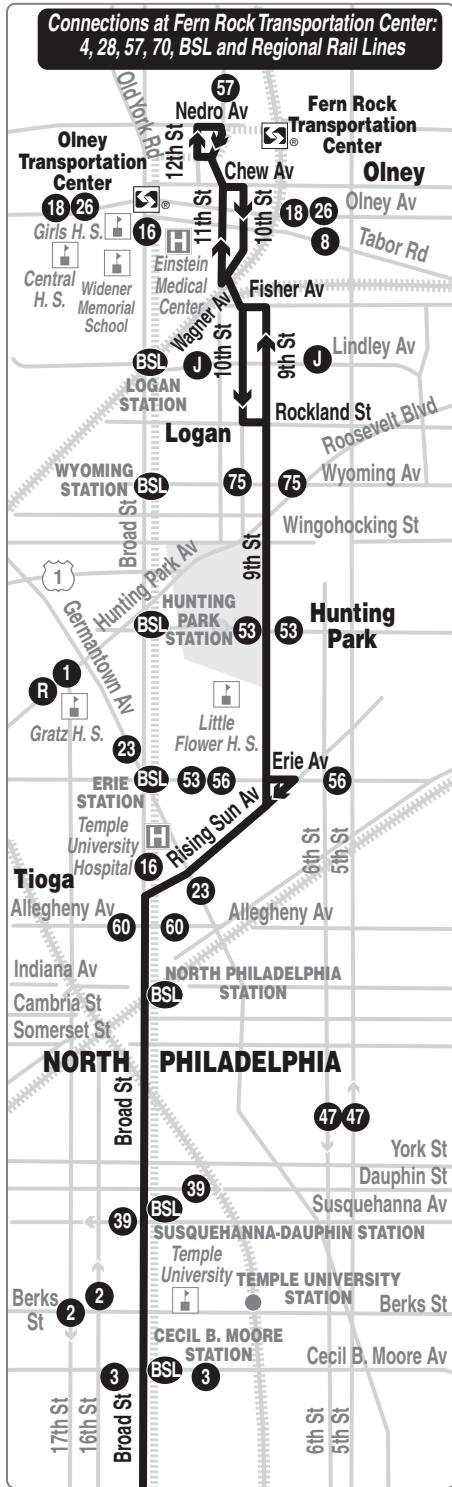 Connections at Fern Rock Transportation Center:
4, 28, 57, 70, BSL and Regional Rail Lines
Old York Rd
57
Nedro Av
Fern Rock
Transportation
Center
12th St
Olney
Transportation
Center
®
®
Chew Av
Olney
18
26
11th St
10th St
18
26
Olney Av
Girls H. S.
16
H
8
Tabor Rd
Central
H. S.
Widener
Memorial
School
Einstein
Medical
Center
Wagner Av
Fisher Av
10th St
9th St
BSL
J
J
Lindley Av
LOGAN
STATION
Rockland St
Logan
Roosevelt Blvd
WYOMING
STATION
BSL
75
75
Wyoming Av
Broad St
Wingohocking St
Hunting Park Av
9th St
1
Germantown Av
HUNTING
PARK
STATION
BSL
53
53
Hunting
Park
1
R
Gratz H. S.
Little
Flower H. S.
23
Erie Av
ERIE
STATION
BSL
53
56
56
Rising Sun Av
6th St
5th St
Temple
University
Hospital
H
16
Tioga
23
Allegheny Av
60
60
Allegheny Av
Indiana Av
NORTH PHILADELPHIA
STATION
BSL
Cambria St
Somerset St
NORTH PHILADELPHIA
Broad St
47
47
York St
Dauphin St
39
Susquehanna Av
39
BSL
SUSQUEHANNA-DAUPHIN STATION
Temple
University
TEMPLE UNIVERSITY
STATION
Berks
St
2
2
Berks St
CECIL B. MOORE
STATION
Cecil B. Moore Av
3
BSL
3
17th St
16th St
Broad St
6th St
5th St